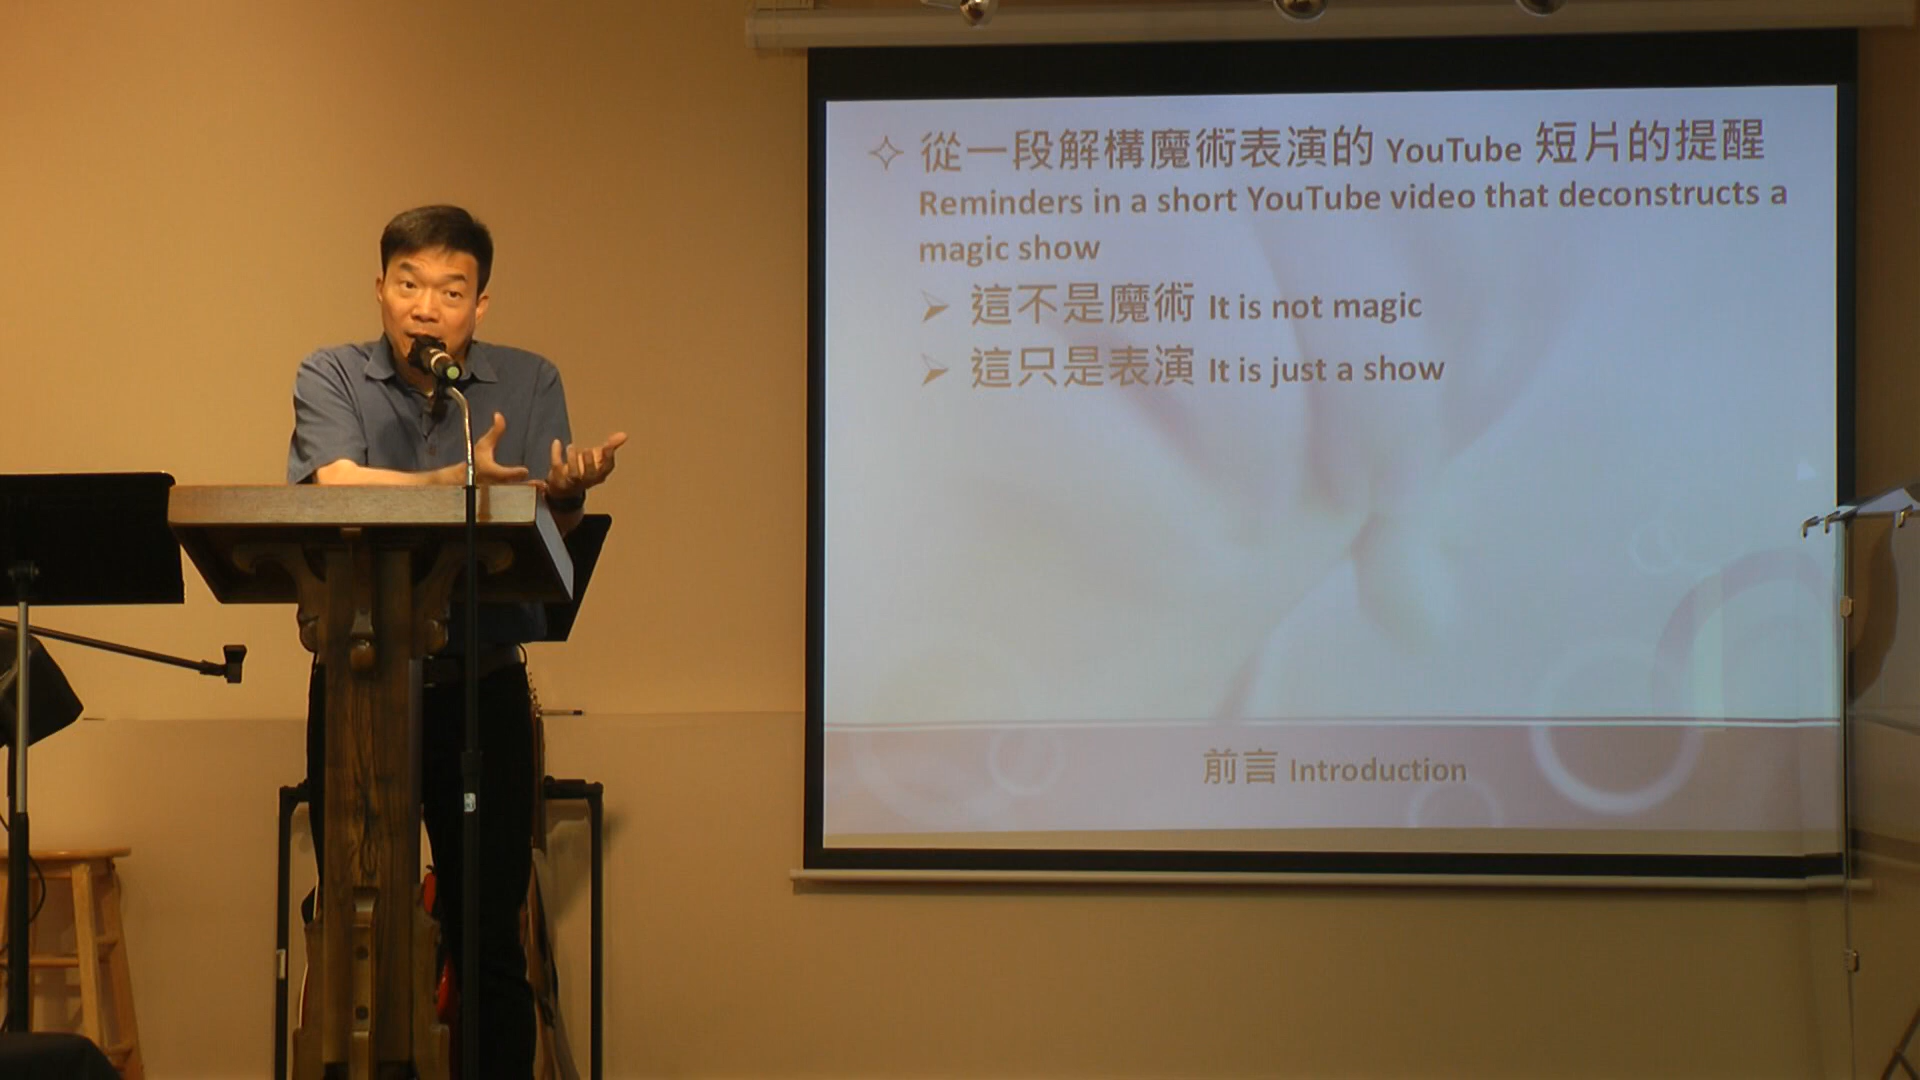 從一段解構魔術表演的 YouTube 短片的提醒
Reminders in a short YouTube video that deconstructs a
magic show
這不是魔術 It is not magic
這只是表演 It is just a show
前言 Introduction